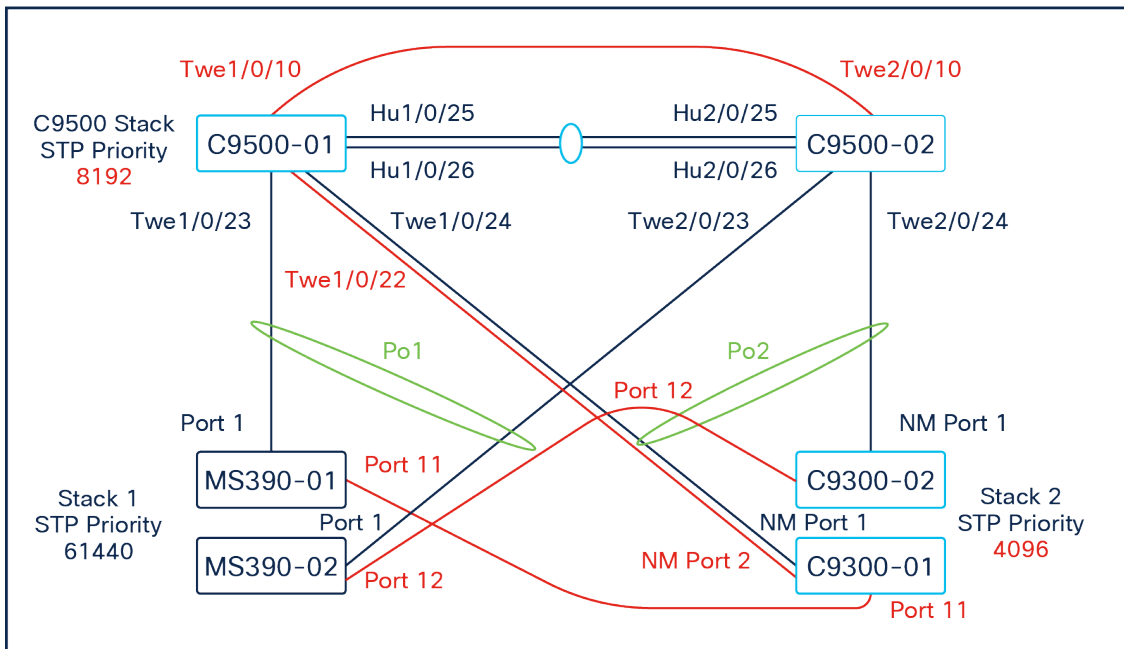 Twe1/0/10
Twe2/0/10
C9500 Stack
STP Priority
8192
C9500-01
Hu1/0/25
Hu2/0/25
C9500-02
Hu1/0/26
Hu2/0/26
Twe1/0/23
Twe1/0/24
Twe2/0/23
Twe2/0/24
Twe1/0/22
Po1
Po2
Port 12
Port 1
NM Port 1
MS390-01
Port 11
C9300-02
Stack 1
STP Priority
61440
Stack 2
STP Priority
4096
Port 1
NM Port 1
MS390-02
Port 12
NM Port 2
C9300-01
Port 11